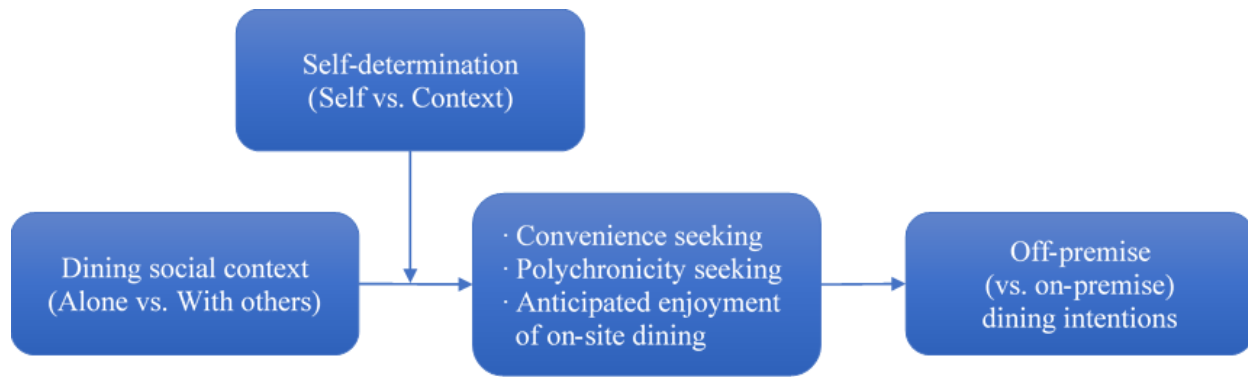 Self-determination
(Self vs. Context)
Dining social context
(Alone vs. With others)
· Convenience seeking
· Polychronicity seeking
· Anticipated enjoyment
of on-site dining
Off-premise
(vs. on-premise)
dining intentions